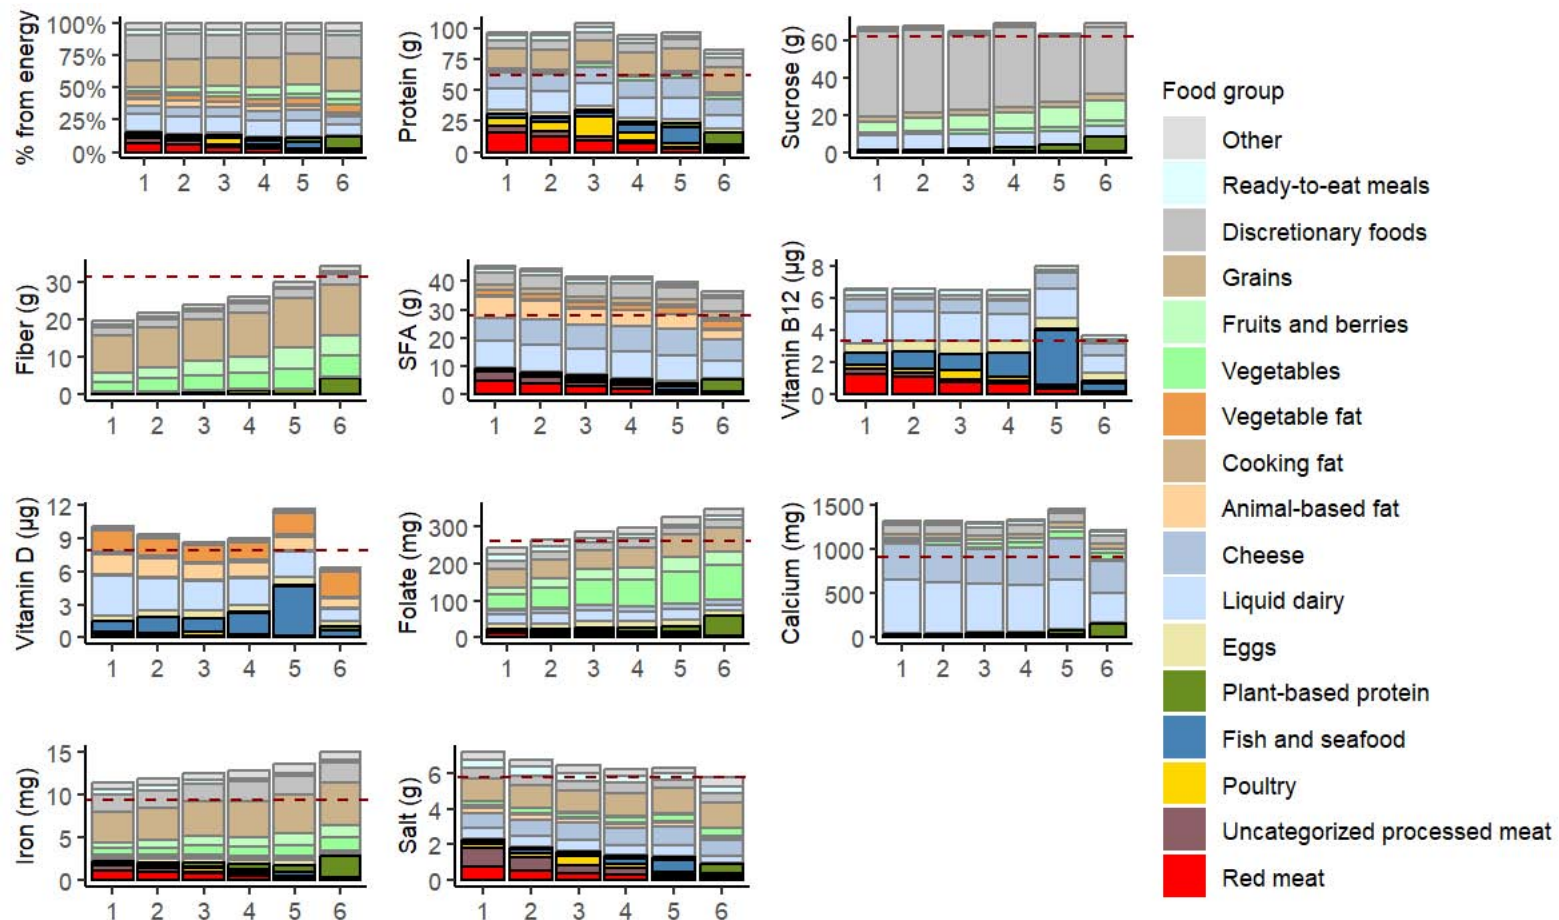 % from energy
100%
75%
50%
25%
0%
1 2 3 4 5 6
Protein (g)
100
75
50
25
0
1 2 3 4 5 6
Sucrose (g)
60
40
20
0
1 2 3 4 5 6
Fiber (g)
30
20
10
0
1 2 3 4 5 6
SFA (g)
40
30
20
10
0
1 2 3 4 5 6
Vitamin B12 (µg)
8
6
4
2
0
1 2 3 4 5 6
Vitamin D (µg)
12
9
6
3
0
1 2 3 4 5 6
Folate (mg)
300
200
100
0
1 2 3 4 5 6
Calcium (mg)
1500
1000
500
0
1 2 3 4 5 6
Iron (mg)
15
10
5
0
1 2 3 4 5 6
Salt (g)
6
4
2
0
1 2 3 4 5 6
Food group
Other
Ready-to-eat meals
Discretionary foods
Grains
Fruits and berries
Vegetables
Vegetable fat
Cooking fat
Animal-based fat
Cheese
Liquid dairy
Eggs
Plant-based protein
Fish and seafood
Poultry
Uncategorized processed meat
Red meat